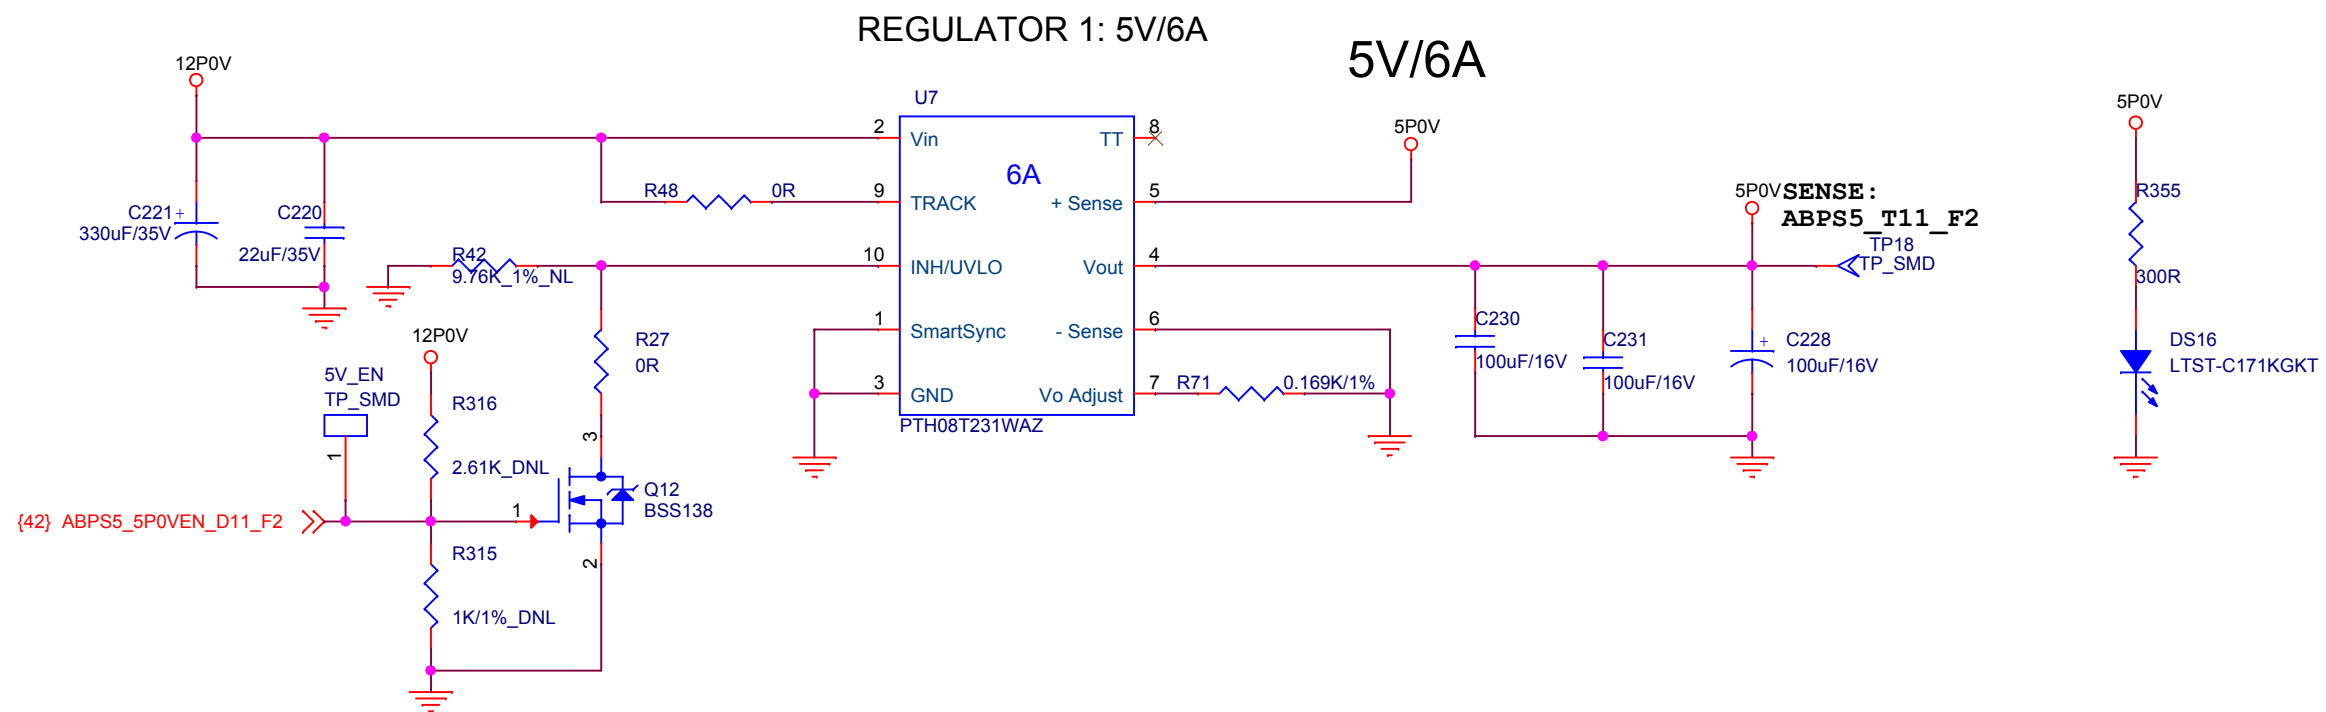 REGULATOR 1: 5V/6A
5V/6A
12P0V
U7
5P0V
2
Vin
TT
8
5P0V
6A
R48
0R
9
TRACK
+ Sense
5
5P0V
SENSE:
ABPS5_T11_F2
R355
C221
+
330uF/35V
C220
22uF/35V
R42
9.76K_1%_NL
10
INH/UVLO
Vout
4
TP18
TP_SMD
300R
12P0V
R27
0R
1
SmartSync
- Sense
6
C230
100uF/16V
C231
100uF/16V
+
C228
100uF/16V
DS16
LTST-C171KGKT
5V_EN
TP_SMD
1
R316
2.61K_DNL
3
GND
Vo Adjust
7
R71
0.169K/1%
PTH08T231WAZ
3
Q12
BSS138
{42} ABPS5_5P0VEN_D11_F2
1
2
R315
1K/1%_DNL